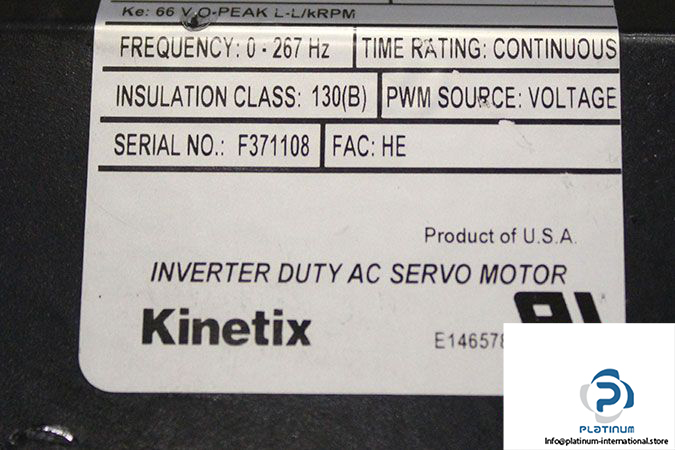 Ke: 66 V O-PEAK L-L/kRPM
FREQUENCY: 0 - 267 Hz TIME RATING: CONTINUOUS
INSULATION CLASS: 130(B) PWM SOURCE: VOLTAGE
SERIAL NO.: F371108 FAC: HE
Product of U.S.A.
INVERTER DUTY AC SERVO MOTOR
Kinetix
E146578
PLATINUM
Info@platinum-international.store